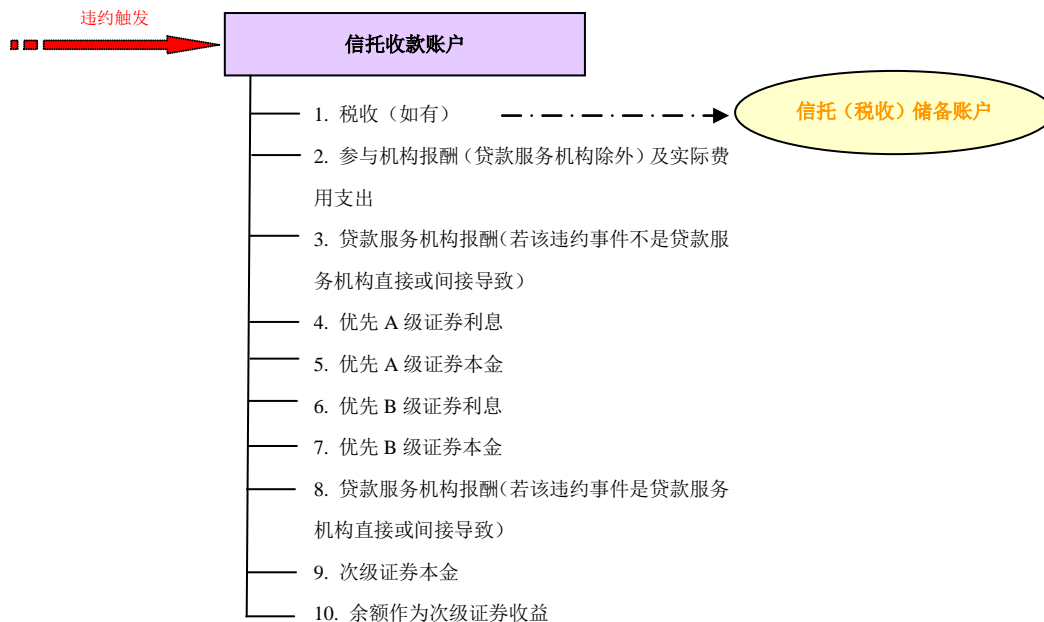 违约触发
信托收款账户
1. 税收（如有）
信托（税收）储备账户
2. 参与机构报酬（贷款服务机构除外）及实际费
用支出
3. 贷款服务机构报酬（若该违约事件不是贷款服
务机构直接或间接导致）
4. 优先 A 级证券利息
5. 优先 A 级证券本金
6. 优先 B 级证券利息
7. 优先 B 级证券本金
8. 贷款服务机构报酬（若该违约事件是贷款服务
机构直接或间接导致）
9. 次级证券本金
10. 余额作为次级证券收益